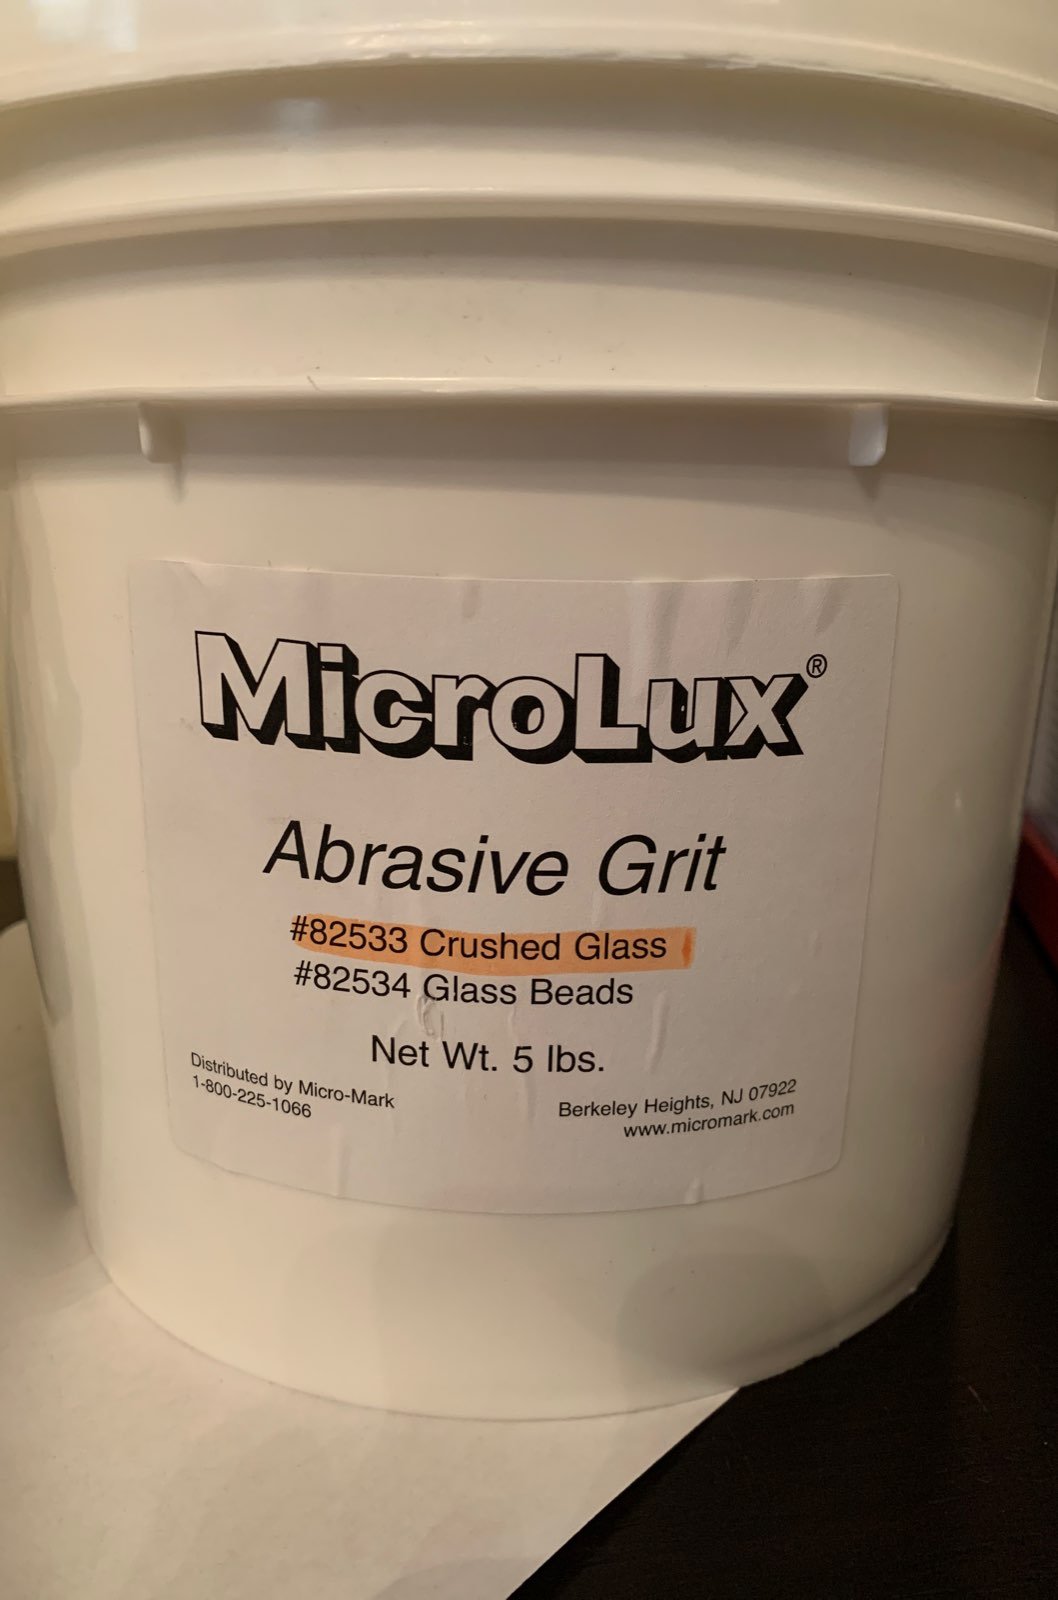 MicroLux®
Abrasive Grit
#82533 Crushed Glass
#82534 Glass Beads
Net Wt. 5 lbs.
Distributed by Micro-Mark
1-800-225-1066
Berkeley Heights, NJ 07922
www.micromark.com